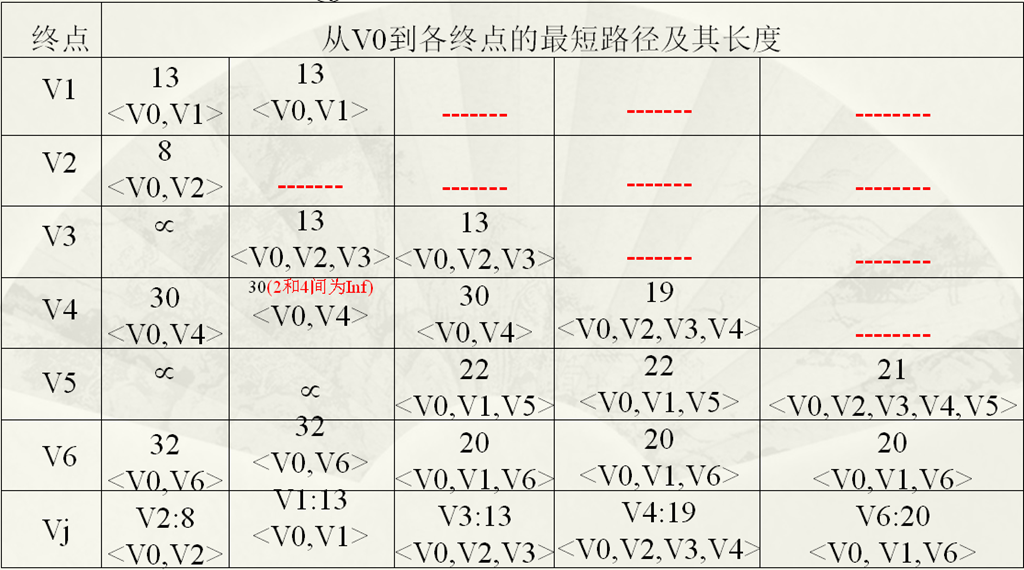 终点 从V0到各终点的最短路径及其长度
V1 13 13
<V0,V1> <V0,V1> ------- ------- --------
V2 8
<V0,V2> ------- ------- ------- --------
V3 ∝ 13 13
<V0,V2,V3> <V0,V2,V3> ------- --------
V4 30 30(2和4间为Inf) 30 19
<V0,V4> <V0,V4> <V0,V4> <V0,V2,V3,V4> --------
V5 ∝ ∝ 22 22 21
<V0,V1,V5> <V0,V1,V5> <V0,V2,V3,V4,V5>
V6 32 32 20 20 20
<V0,V6> <V0,V6> <V0,V1,V6> <V0,V1,V6> <V0,V1,V6>
Vj V2:8 V1:13 V3:13 V4:19 V6:20
<V0,V2> <V0,V1> <V0,V2,V3> <V0,V2,V3,V4> <V0, V1,V6>